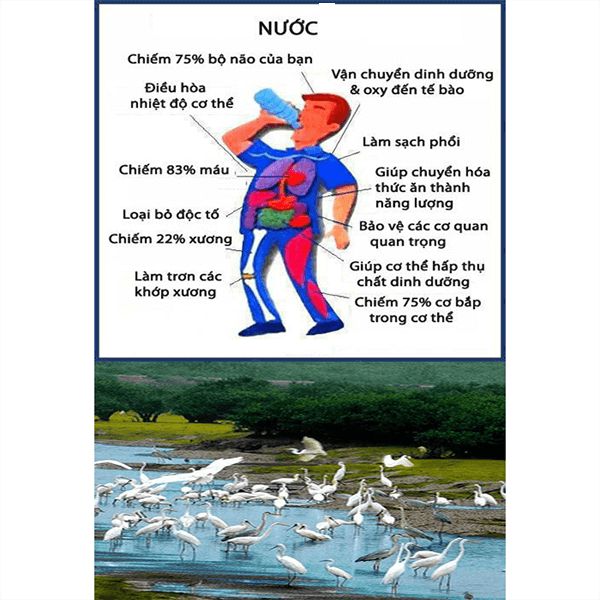 NƯỚC
Chiếm 75% bộ não của bạn
Điều hòa
nhiệt độ cơ thể
Vận chuyển dinh dưỡng
& oxy đến tế bào
Làm sạch phổi
Chiếm 83% máu
Giúp chuyển hóa
thức ăn thành
năng lượng
Loại bỏ độc tố
Bảo vệ các cơ quan
quan trọng
Chiếm 22% xương
Giúp cơ thể hấp thụ
chất dinh dưỡng
Làm trơn các
khớp xương
Chiếm 75% cơ bắp
trong cơ thể